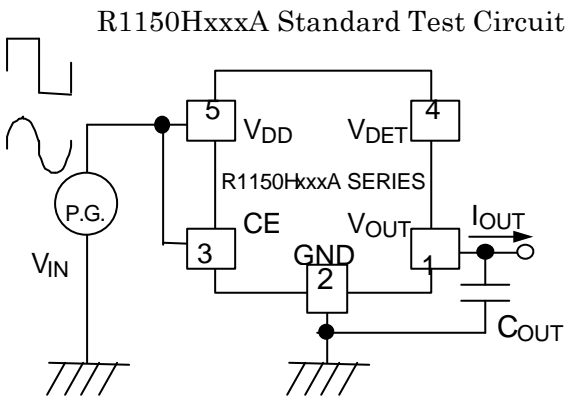 R1150HxxxA Standard Test Circuit
5
4
VDD
VDET
R1150HxxxA SERIES
P.G.
CE
VOUT
IOUT
3
GND
1
VIN
2
COUT